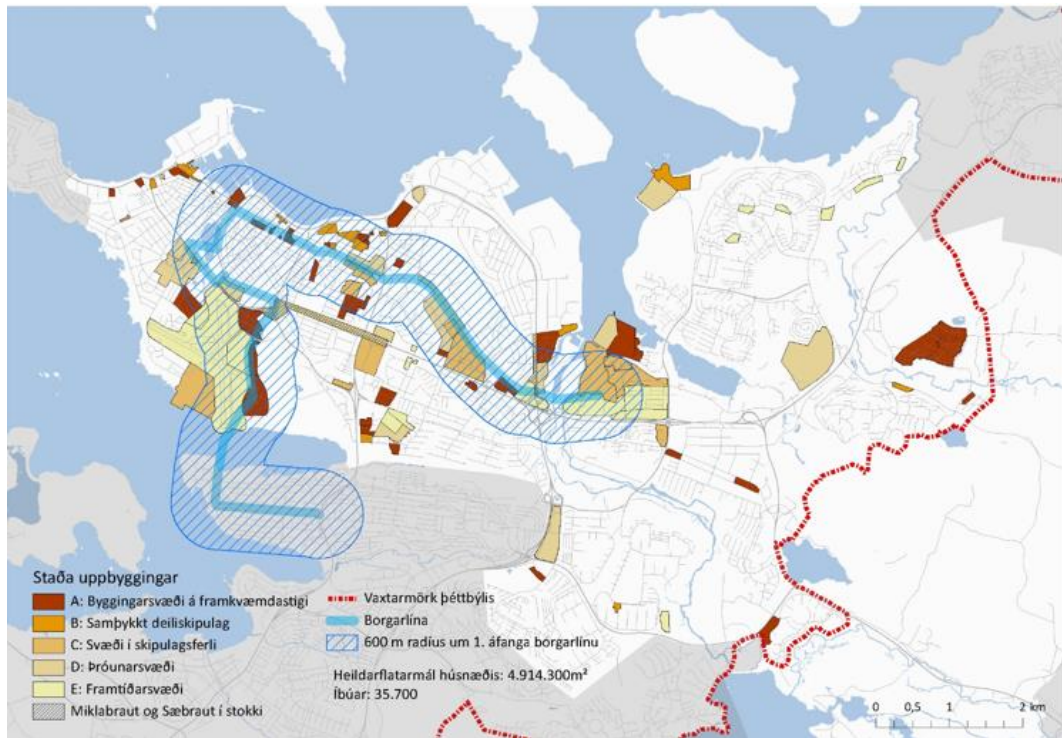 Staða uppbyggingar
A: Byggingarsvæði á framkvæmdastigi
B: Samþykkt deiliskipulag
C: Svæði í skipulagsferli
D: Þróunarsvæði
E: Framtíðarsvæði
Miklabraut og Sæbraut í stokki
Vaxtarmörk þéttbýlis
Borgarlína
600 m radius um 1. áfanga borgarlínu
Heildarflatarmál húsnæðis: 4.914.300m²
Íbúar: 35.700
0 0,5 1 2 km